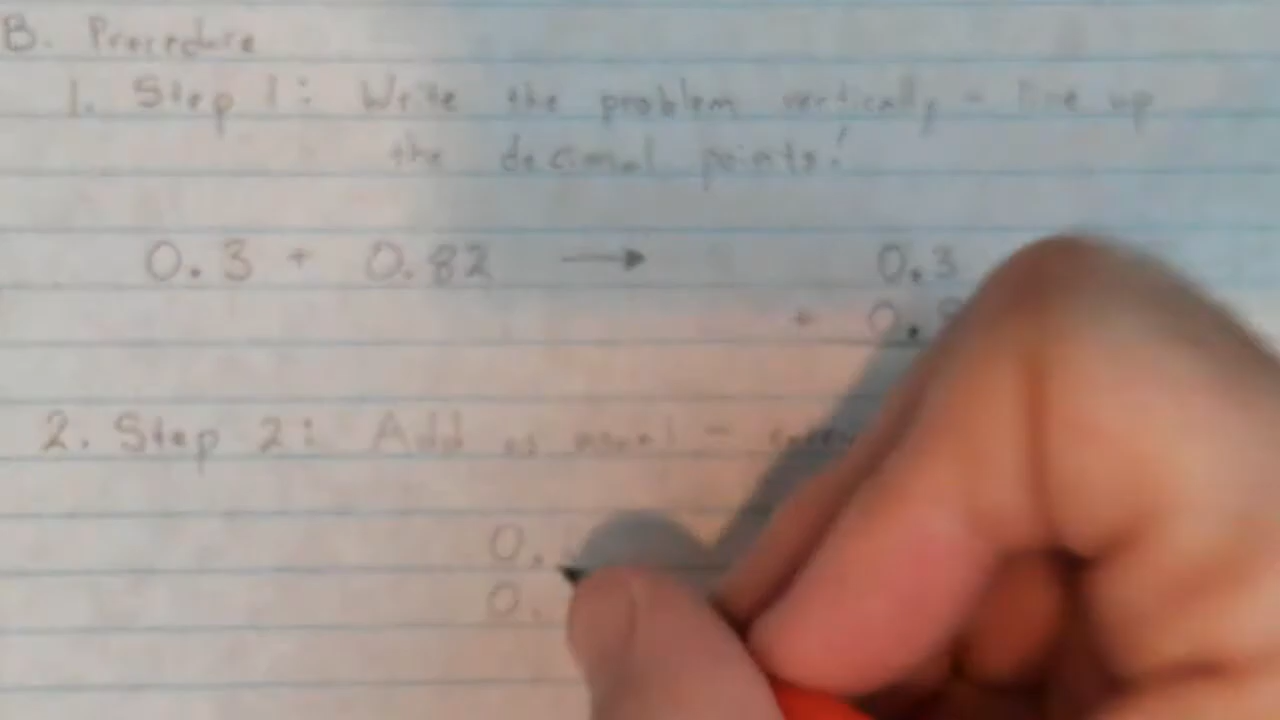 B. Procedure
1. Step 1: Write the problem vertically - line up
the decimal points!
0.3 + 0.82 → 0.3
+ 0.
2. Step 2: Add as usual -
0.
0.